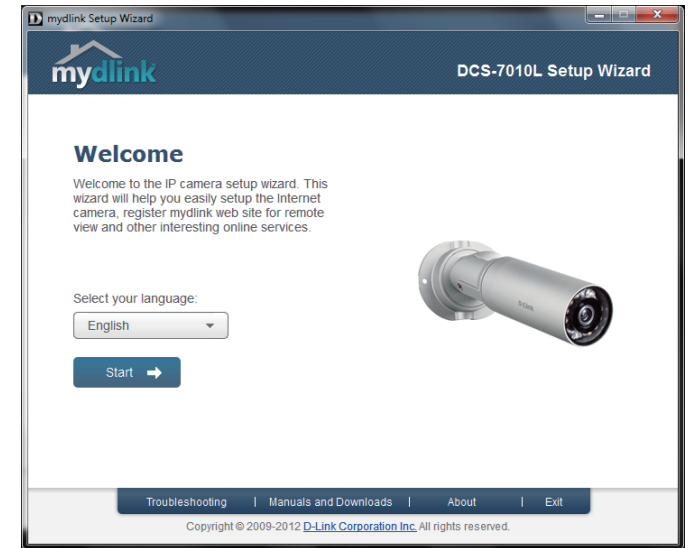 mydlink Setup Wizard
mydlink
DCS-7010L Setup Wizard
Welcome
Welcome to the IP camera setup wizard. This
wizard will help you easily setup the Internet
camera, register mydlink web site for remote
view and other interesting online services.
Select your language:
English
Start
D-Link
Troubleshooting | Manuals and Downloads | About | Exit
Copyright © 2009-2012 D-Link Corporation Inc. All rights reserved.